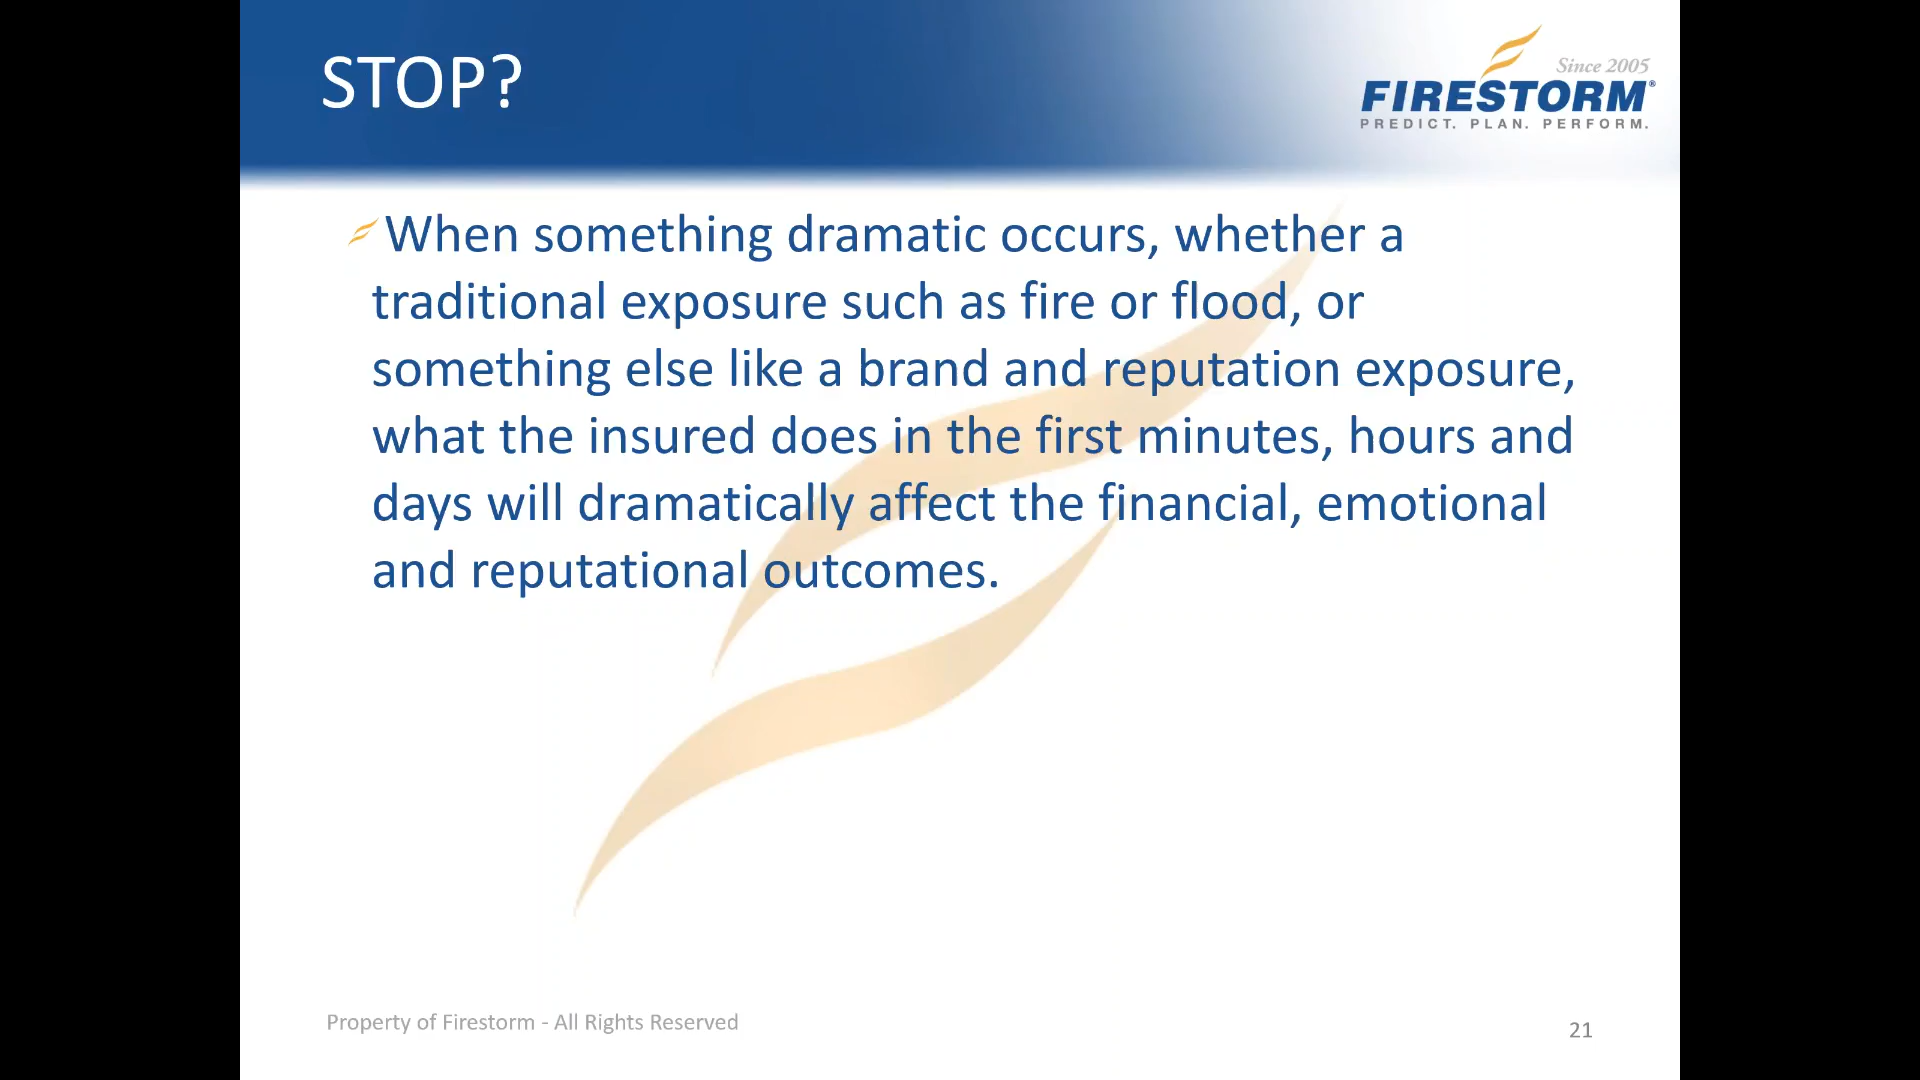 STOP?
Since 2005
FIRESTORM®
PREDICT. PLAN. PERFORM.
When something dramatic occurs, whether a
traditional exposure such as fire or flood, or
something else like a brand and reputation exposure,
what the insured does in the first minutes, hours and
days will dramatically affect the financial, emotional
and reputational outcomes.
Property of Firestorm - All Rights Reserved
21